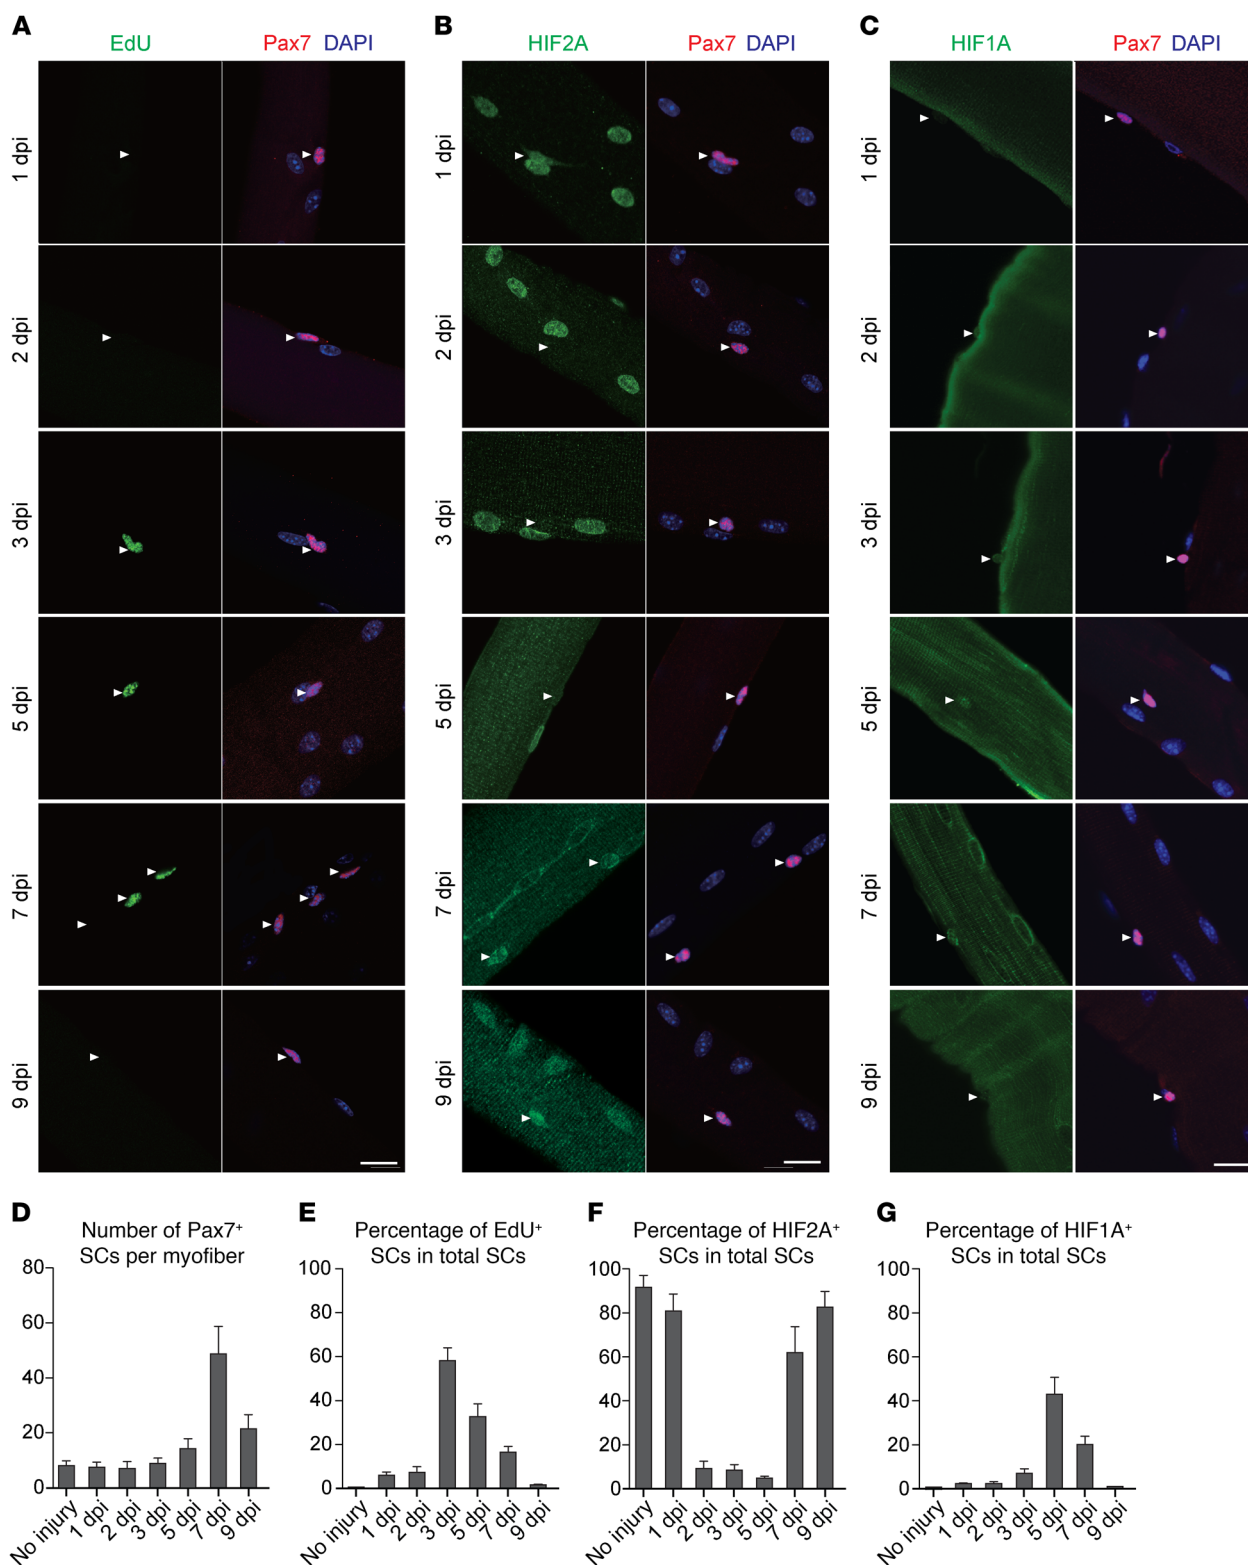 A
EdU
Pax7 DAPI
B
HIF2A
Pax7 DAPI
C
HIF1A
Pax7 DAPI
1 dpi
1 dpi
1 dpi
2 dpi
2 dpi
2 dpi
3 dpi
3 dpi
3 dpi
5 dpi
5 dpi
5 dpi
7 dpi
7 dpi
7 dpi
9 dpi
9 dpi
9 dpi
D
Number of Pax7+
SCs per myofiber
80
60
40
20
0
No injury
1 dpi
2 dpi
3 dpi
5 dpi
7 dpi
9 dpi
E
Percentage of EdU+
SCs in total SCs
100
80
60
40
20
0
No injury
1 dpi
2 dpi
3 dpi
5 dpi
7 dpi
9 dpi
F
Percentage of HIF2A+
SCs in total SCs
100
80
60
40
20
0
No injury
1 dpi
2 dpi
3 dpi
5 dpi
7 dpi
9 dpi
G
Percentage of HIF1A+
SCs in total SCs
100
80
60
40
20
0
No injury
1 dpi
2 dpi
3 dpi
5 dpi
7 dpi
9 dpi